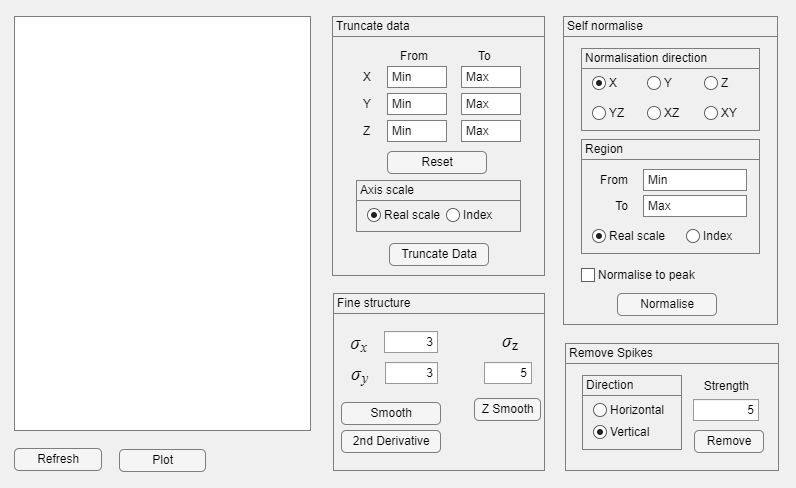 Truncate data
From To
X Min Max
Y Min Max
Z Min Max
Reset
Axis scale
Real scale Index
Truncate Data
Self normalise
Normalisation direction
X Y Z
YZ XZ XY
Region
From Min
To Max
Real scale Index
Normalise to peak
Normalise
Fine structure
σx 3 σz
σy 3 5
Smooth Z Smooth
2nd Derivative
Remove Spikes
Direction Strength
Horizontal 5
Vertical Remove
Refresh Plot